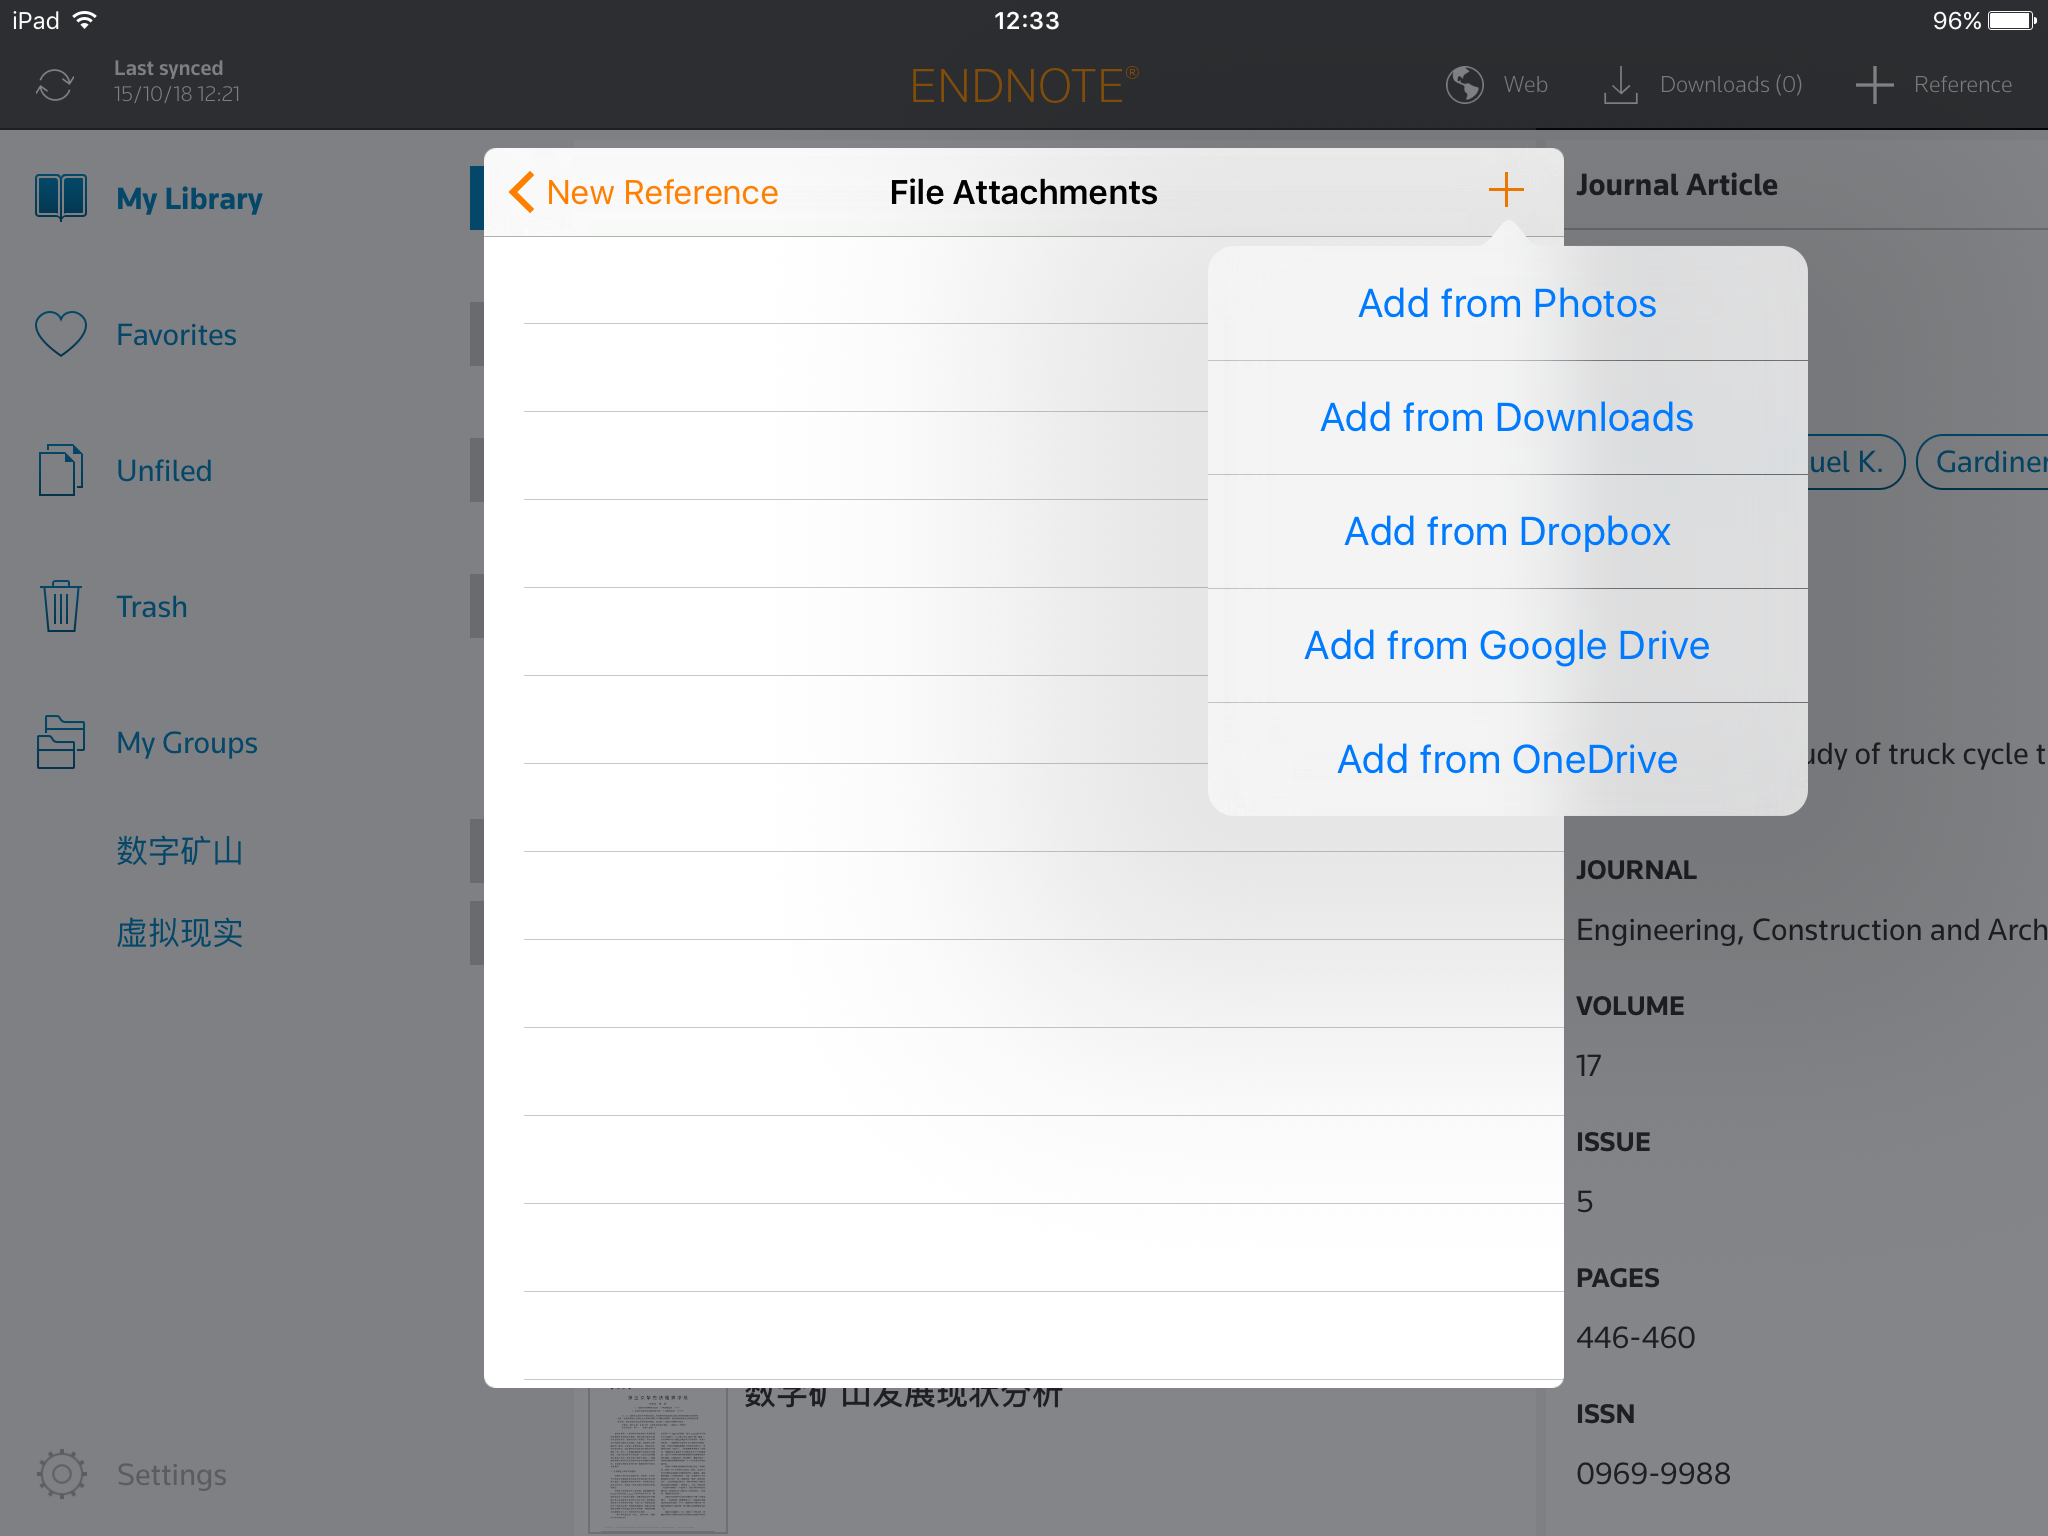 iPad
12:33
96%
Last synced
15/10/18 12:21
ENDNOTE®
Web
Downloads (0)
Reference
My Library
Favorites
Unfiled
Trash
My Groups
数字矿山
虚拟现实
Settings
New Reference
File Attachments
Add from Photos
Add from Downloads
Add from Dropbox
Add from Google Drive
Add from OneDrive
数字矿山发展现状分析
Journal Article
uel K.
Gardiner
udy of truck cycle t
JOURNAL
Engineering, Construction and Arch
VOLUME
17
ISSUE
5
PAGES
446-460
ISSN
0969-9988